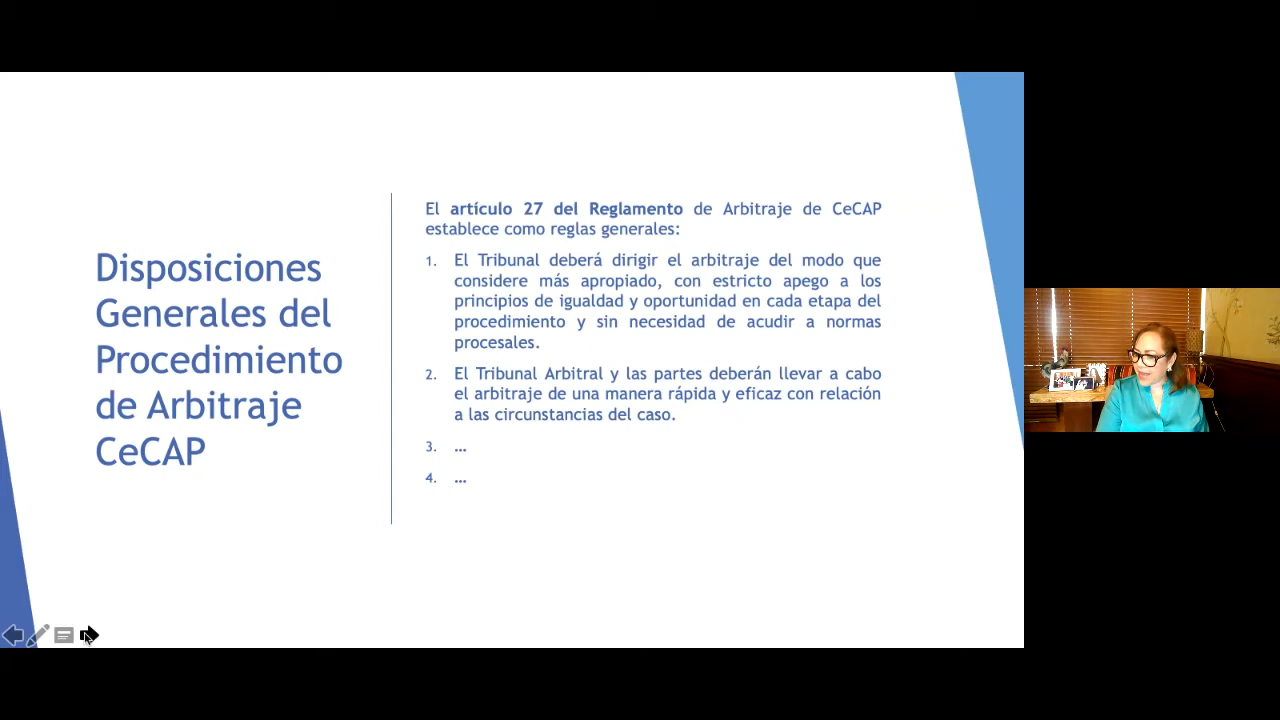 Disposiciones
Generales del
Procedimiento
de Arbitraje
CeCAP
El artículo 27 del Reglamento de Arbitraje de CeCAP
establece como reglas generales:
1. El Tribunal deberá dirigir el arbitraje del modo que
considere más apropiado, con estricto apego a los
principios de igualdad y oportunidad en cada etapa del
procedimiento y sin necesidad de acudir a normas
procesales.
2. El Tribunal Arbitral y las partes deberán llevar a cabo
el arbitraje de una manera rápida y eficaz con relación
a las circunstancias del caso.
3. …
4. …